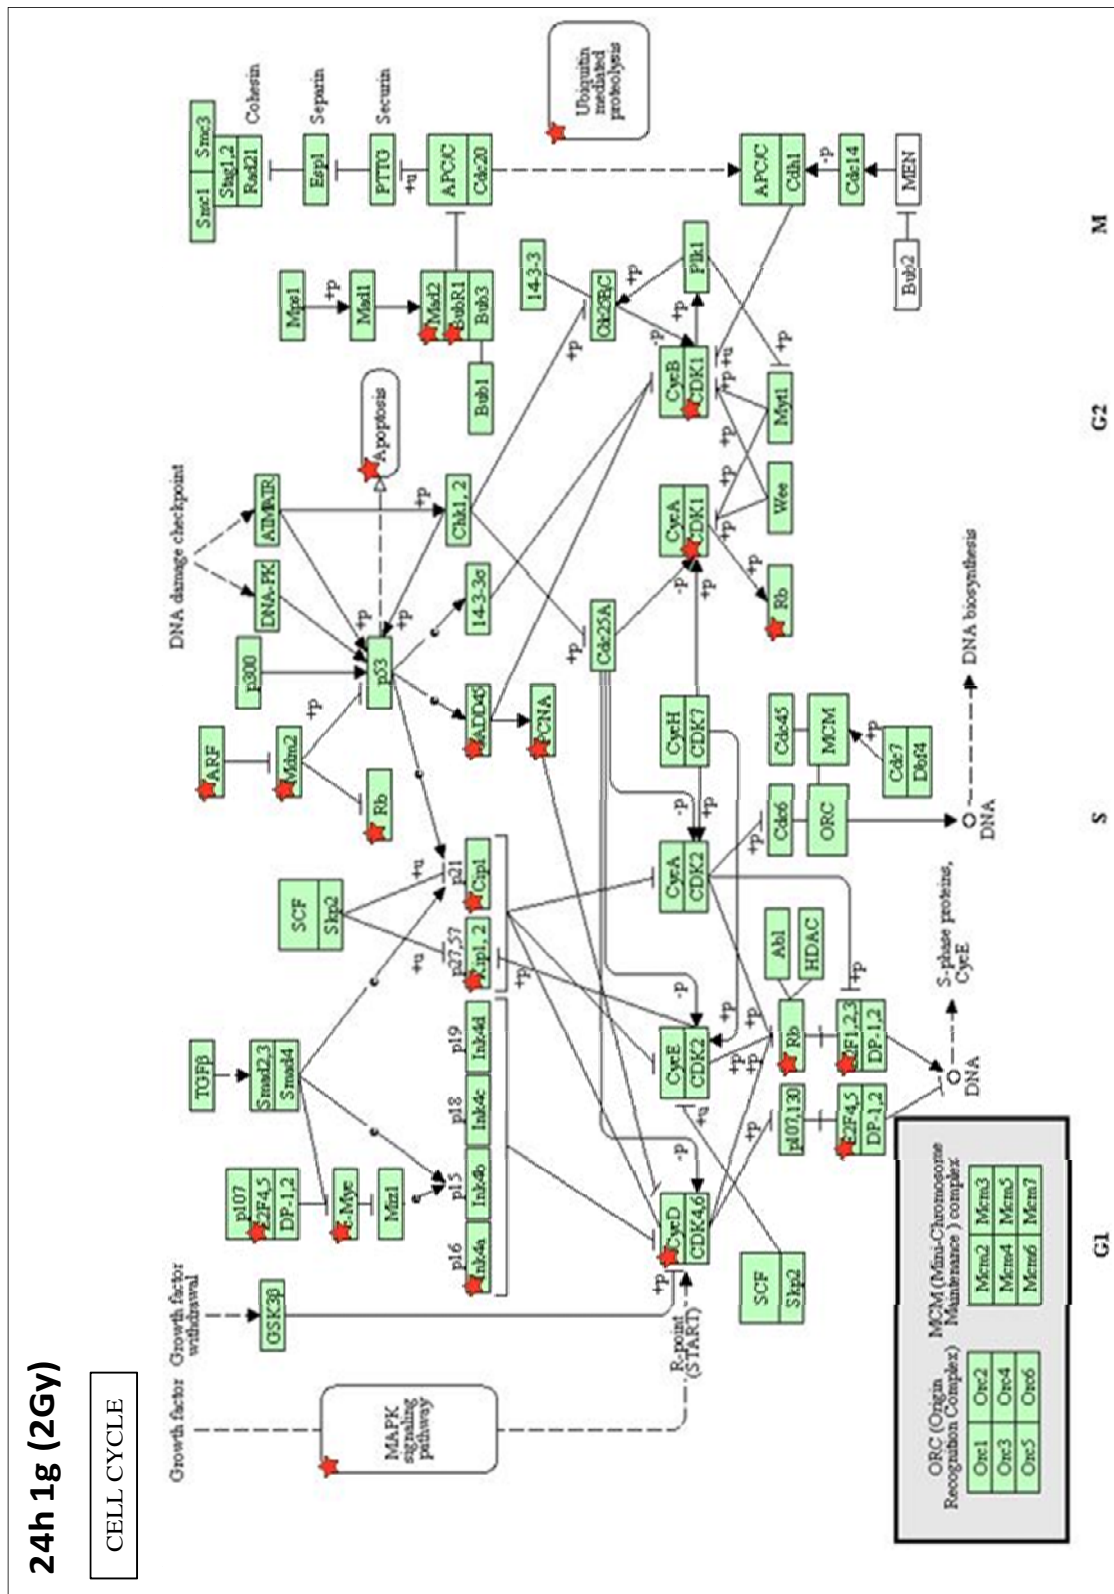 24h 1g (2Gy)
CELL CYCLE
Growth factor
Growth factor
withdrawal
GSK3β
MAPK
signaling
pathway
R-point
(START)
TGFβ
Smad2,3
Smad4
p107
E2F4,5
DP-1,2
c-Myc
Miz1
p16
Ink4a
p15
Ink4b
p18
Ink4c
p19
Ink4d
p27,57
Kip1, 2
p21
Cip1
SCF
Skp2
+u
+u
+p
ARF
Mdm2
Rb
p300
+p
DNA damage checkpoint
DNA-PK
ATM/ATR
+p
+p
+p
p53
Apoptosis
GADD45
PCNA
14-3-3σ
Chk1, 2
e
e
e
e
e
e
Mps1
+p
Mad1
Mad2
BubR1
Bub3
Bub1
Smc1
Smc3
Stag1,2
Rad21
Cohesin
Esp1
Separin
PTTG
Securin
+u
APC/C
Cdc20
Ubiquitin
mediated
proteolysis
14-3-3
Cdc25B/C
+p
+p
Cdc25A
+p
Plk1
+p
-p
CycD
CDK4,6
+p
-p
CycE
CDK2
-p
+p
+u
CycA
CDK2
-p
+p
CycH
CDK7
CycA
CDK1
-p
+p
+p
+p
CycB
CDK1
+p
+u
+p
Wee
Myt1
+p
Rb
APC/C
Cdh1
-p
Cdc14
MEN
Bub2
SCF
Skp2
+p
+p
+p
+p
p107,130
E2F4,5
DP-1,2
Rb
E2F1,2,3
DP-1,2
Abl
HDAC
+p
DNA
S-phase proteins,
CycE
Cdc6
Cdc45
ORC
MCM
+p
+p
Cdc7
Dbf4
DNA
DNA biosynthesis
ORC (Origin
Recognition Complex)
Orc1
Orc2
Orc3
Orc4
Orc5
Orc6
MCM (Mini-Chromosome
Maintenance ) complex
Mcm2
Mcm3
Mcm4
Mcm5
Mcm6
Mcm7
G1
S
G2
M